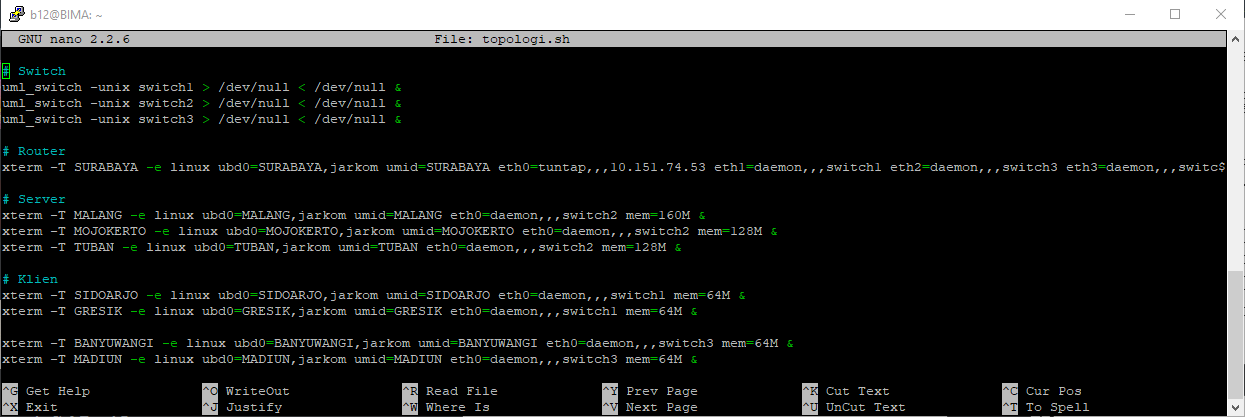 b12@BIMA: ~
GNU nano 2.2.6 File: topologi.sh
# Switch
uml_switch -unix switch1 > /dev/null < /dev/null &
uml_switch -unix switch2 > /dev/null < /dev/null &
uml_switch -unix switch3 > /dev/null < /dev/null &
# Router
xterm -T SURABAYA -e linux ubd0=SURABAYA,jarkom umid=SURABAYA eth0=tuntap,,,10.151.74.53 eth1=daemon,,,switch1 eth2=daemon,,,switch3 eth3=daemon,,,switc$
# Server
xterm -T MALANG -e linux ubd0=MALANG,jarkom umid=MALANG eth0=daemon,,,switch2 mem=160M &
xterm -T MOJOKERTO -e linux ubd0=MOJOKERTO,jarkom umid=MOJOKERTO eth0=daemon,,,switch2 mem=128M &
xterm -T TUBAN -e linux ubd0=TUBAN,jarkom umid=TUBAN eth0=daemon,,,switch2 mem=128M &
# Klien
xterm -T SIDOARJO -e linux ubd0=SIDOARJO,jarkom umid=SIDOARJO eth0=daemon,,,switch1 mem=64M &
xterm -T GRESIK -e linux ubd0=GRESIK,jarkom umid=GRESIK eth0=daemon,,,switch1 mem=64M &
xterm -T BANYUWANGI -e linux ubd0=BANYUWANGI,jarkom umid=BANYUWANGI eth0=daemon,,,switch3 mem=64M &
xterm -T MADIUN -e linux ubd0=MADIUN,jarkom umid=MADIUN eth0=daemon,,,switch3 mem=64M &
^G Get Help ^O WriteOut ^R Read File ^Y Prev Page ^K Cut Text ^C Cur Pos
^X Exit ^J Justify ^W Where Is ^V Next Page ^U UnCut Text ^T To Spell